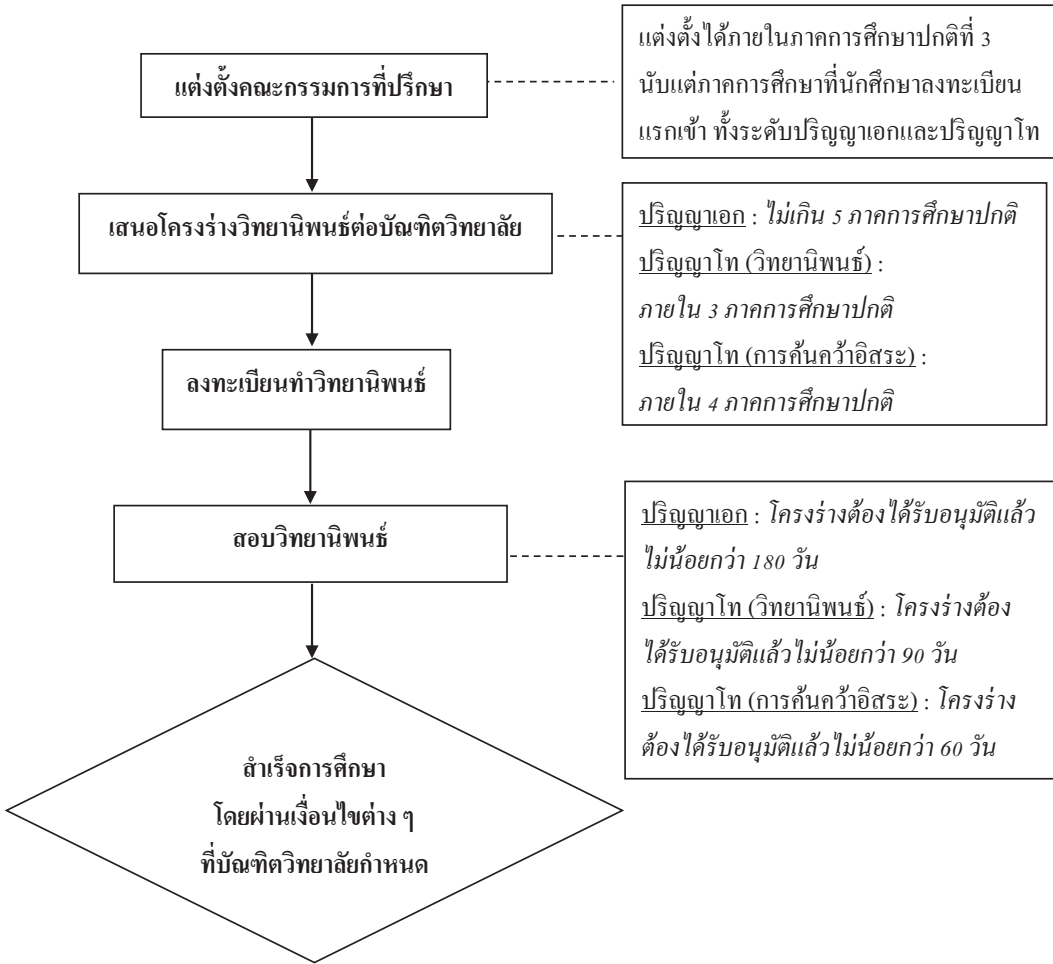 แต่งตั้งคณะกรรมการที่ปรึกษา
แต่งตั้งได้ภายในภาคการศึกษาปกติที่ 3
นับแต่ภาคการศึกษาที่นักศึกษาลงทะเบียน
แรกเข้า ทั้งระดับปริญญาเอกและปริญญาโท
เสนอโครงร่างวิทยานิพนธ์ต่อบัณฑิตวิทยาลัย
ปริญญาเอก : ไม่เกิน 5 ภาคการศึกษาปกติ
ปริญญาโท (วิทยานิพนธ์) :
ภายใน 3 ภาคการศึกษาปกติ
ปริญญาโท (การค้นคว้าอิสระ) :
ภายใน 4 ภาคการศึกษาปกติ
ลงทะเบียนทำวิทยานิพนธ์
สอบวิทยานิพนธ์
ปริญญาเอก : โครงร่างต้องได้รับอนุมัติแล้ว
ไม่น้อยกว่า 180 วัน
ปริญญาโท (วิทยานิพนธ์) : โครงร่างต้อง
ได้รับอนุมัติแล้วไม่น้อยกว่า 90 วัน
ปริญญาโท (การค้นคว้าอิสระ) : โครงร่าง
ต้องได้รับอนุมัติแล้วไม่น้อยกว่า 60 วัน
สำเร็จการศึกษา
โดยผ่านเงื่อนไขต่าง ๆ
ที่บัณฑิตวิทยาลัยกำหนด